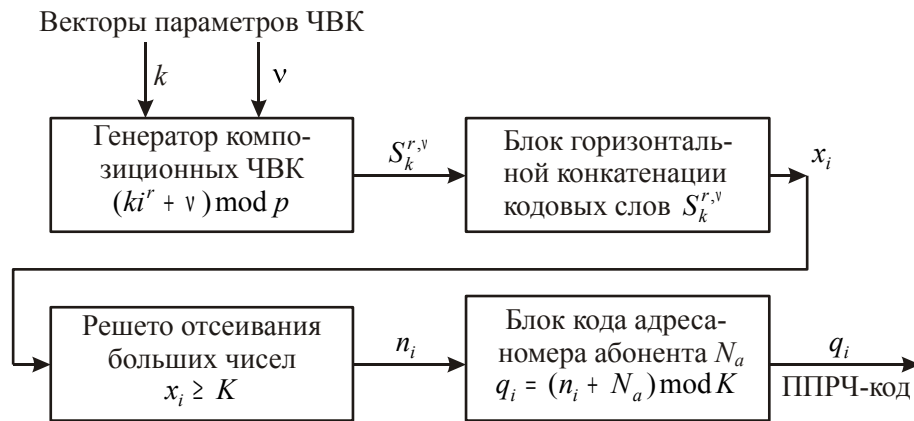 Векторы параметров ЧВК
k
ν
Генератор компо-
зиционных ЧВК
(ki^r + ν) mod p
S_k^{r,ν}
Блок горизонталь-
ной конкатенации
кодовых слов S_k^{r,ν}
x_i
Решето отсеивания
больших чисел
x_i ≥ K
n_i
Блок кода адреса-
номера абонента N_a
q_i = (n_i + N_a) mod K
q_i
ППРЧ-код